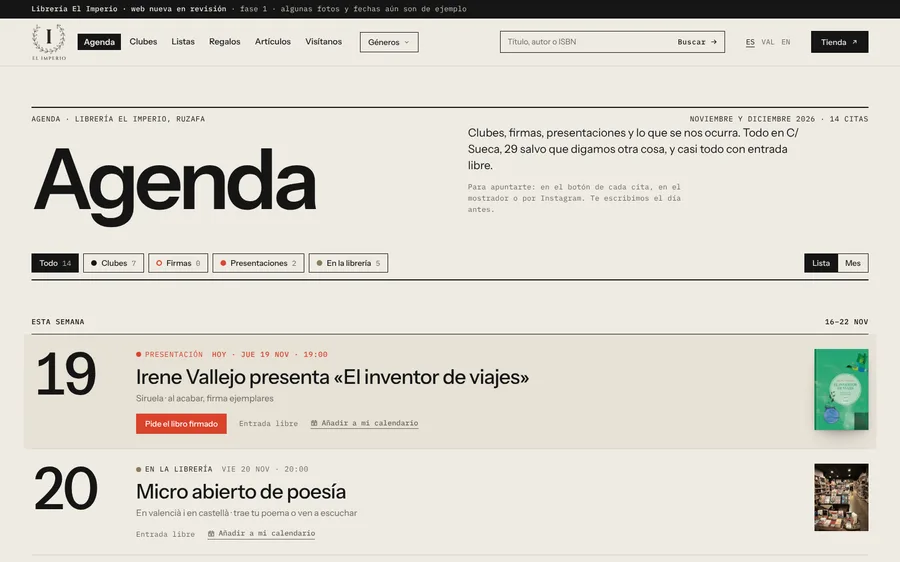 Librería El Imperio · web nueva en revisión · fase 1 · algunas fotos y fechas aún son de ejemplo
I
EL IMPERIO
Agenda Clubes Listas Regalos Artículos Visítanos Géneros
Título, autor o ISBN Buscar →
ES VAL EN
Tienda ↗
AGENDA · LIBRERÍA EL IMPERIO, RUZAFA
NOVIEMBRE Y DICIEMBRE 2026 · 14 CITAS
Agenda
Clubes, firmas, presentaciones y lo que se nos ocurra. Todo en C/
Sueca, 29 salvo que digamos otra cosa, y casi todo con entrada
libre.
Para apuntarte: en el botón de cada cita, en el
mostrador o por Instagram. Te escribimos el día
antes.
Todo 14
Clubes 7
Firmas 0
Presentaciones 2
En la librería 5
Lista Mes
ESTA SEMANA
16–22 NOV
19
PRESENTACIÓN HOY · JUE 19 NOV · 19:00
Irene Vallejo presenta «El inventor de viajes»
Siruela · al acabar, firma ejemplares
Pide el libro firmado
Entrada libre
Añadir a mi calendario
20
EN LA LIBRERÍA VIE 20 NOV · 20:00
Micro abierto de poesía
En valencià i en castellà · trae tu poema o ven a escuchar
Entrada libre
Añadir a mi calendario